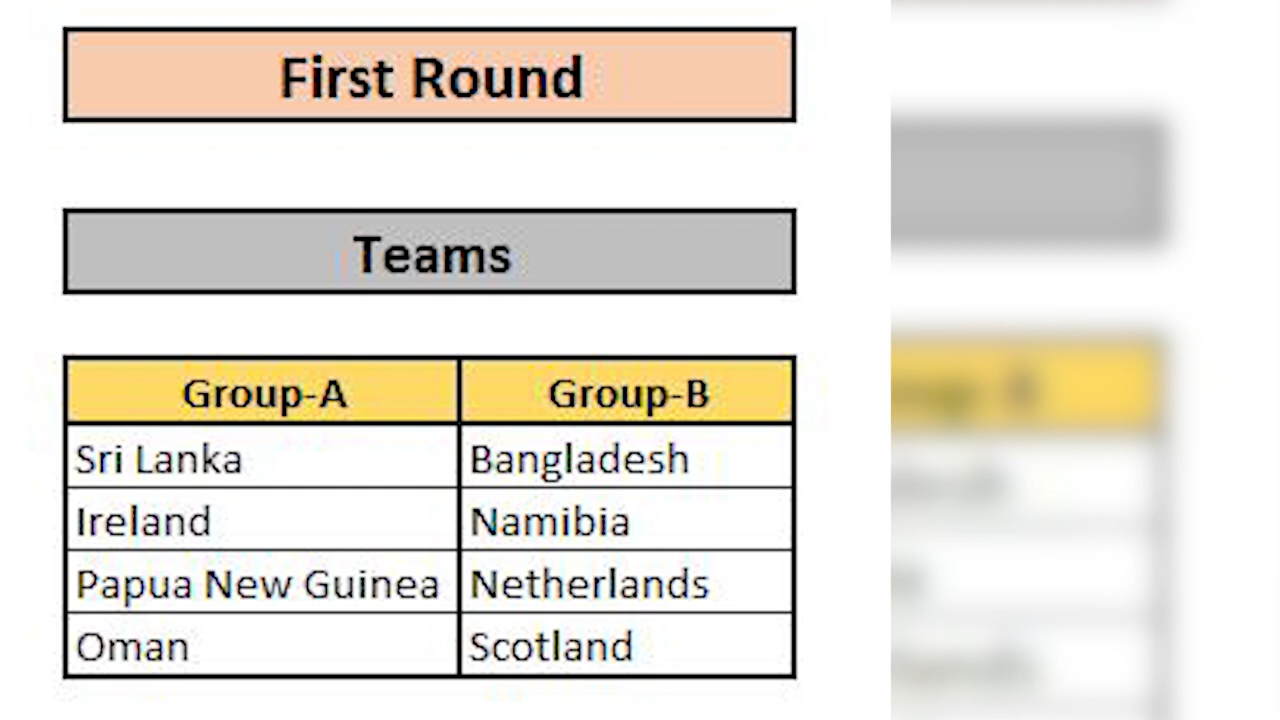 First Round
Teams
Group-A Group-B
Sri Lanka Bangladesh
Ireland Namibia
Papua New Guinea Netherlands
Oman Scotland